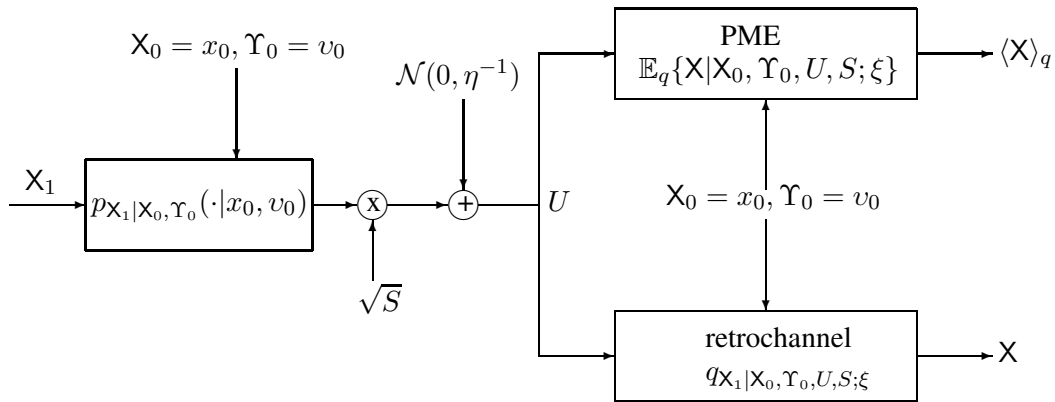 X₀ = x₀, Υ₀ = υ₀
𝒩(0, η⁻¹)
PME
𝔼_q{X|X₀, Υ₀, U, S; ξ}
⟨X⟩_q
X₁
p_{X₁|X₀,Υ₀}(·|x₀, υ₀)
x
+
U
X₀ = x₀, Υ₀ = υ₀
√S
retrochannel
q_{X₁|X₀,Υ₀,U,S;ξ}
X